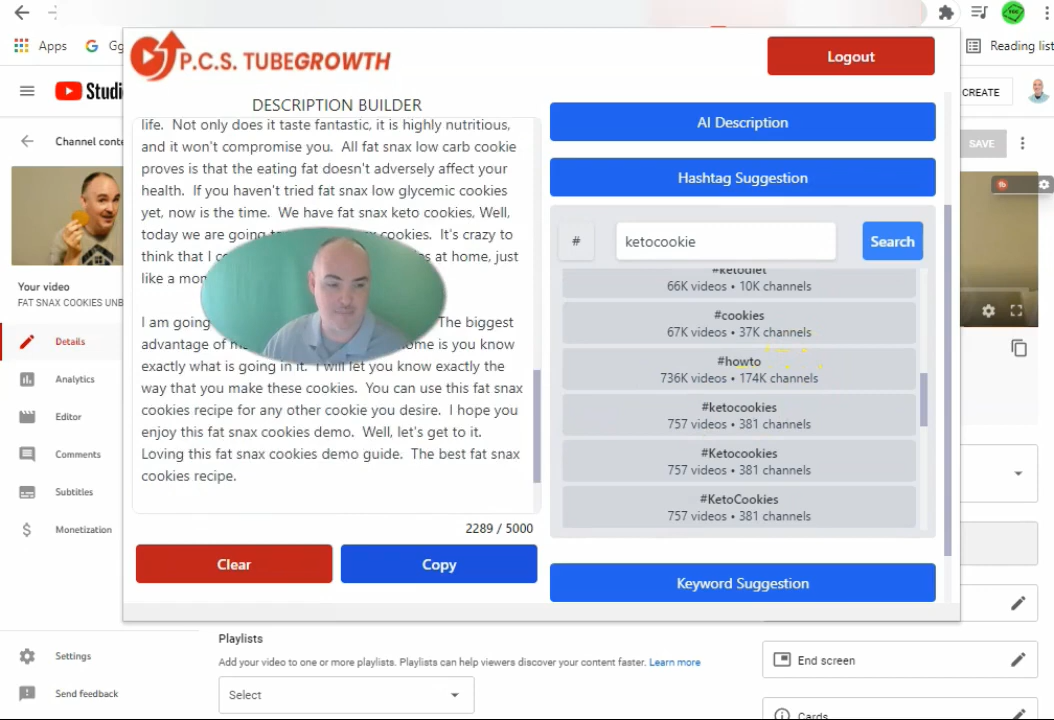 Apps
G
Reading list
Studi
CREATE
Channel conte
SAVE
Your video
FAT SNAX COOKIES UNB
Details
Analytics
Editor
Comments
Subtitles
$ Monetization
Settings
Send feedback
P.C.S. TUBEGROWTH
Logout
DESCRIPTION BUILDER
life. Not only does it taste fantastic, it is highly nutritious,
and it won't compromise you. All fat snax low carb cookie
proves is that the eating fat doesn't adversely affect your
health. If you haven't tried fat snax low glycemic cookies
yet, now is the time. We have fat snax keto cookies, Well,
today we are going cookies. It's crazy to
think that I at home, just
like a
I am going The biggest
advantage of is you know
exactly what is going in it. I will let you know exactly the
way that you make these cookies. You can use this fat snax
cookies recipe for any other cookie you desire. I hope you
enjoy this fat snax cookies demo. Well, let's get to it.
Loving this fat snax cookies demo guide. The best fat snax
cookies recipe.
2289 / 5000
Clear
Copy
AI Description
Hashtag Suggestion
#
ketocookie
Search
#ketodiet
66K videos • 10K channels
#cookies
67K videos • 37K channels
#howto
736K videos • 174K channels
#ketocookies
757 videos • 381 channels
#Ketocookies
757 videos • 381 channels
#KetoCookies
757 videos • 381 channels
Keyword Suggestion
Playlists
Add your video to one or more playlists. Playlists can help viewers discover your content faster. Learn more
Select
End screen
Cards